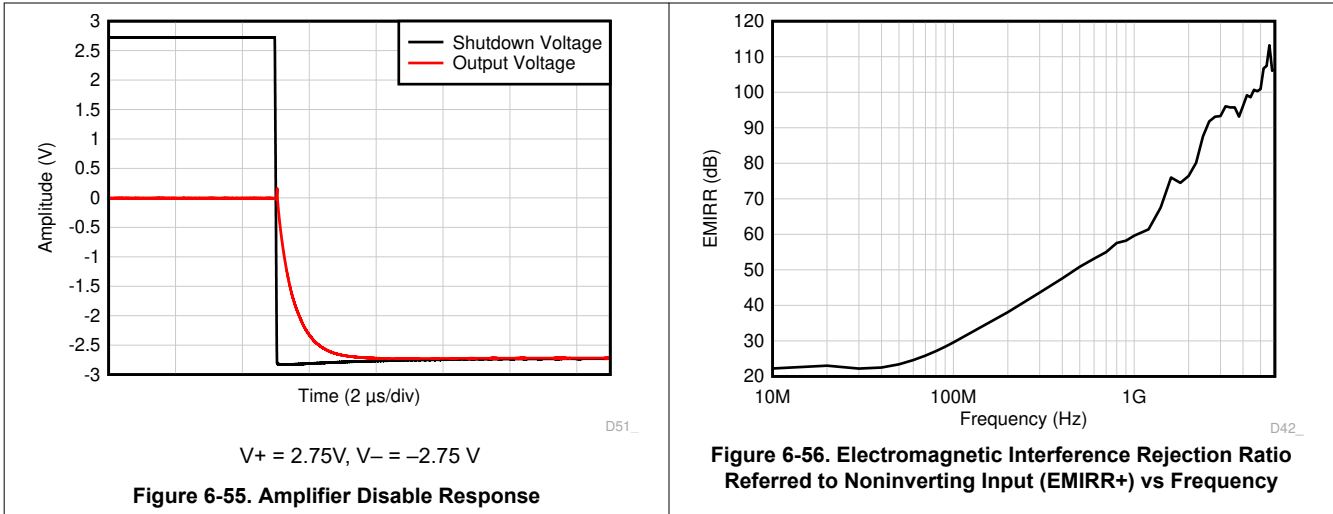 3
2.5
2
1.5
1
0.5
0
-0.5
-1
-1.5
-2
-2.5
-3
Amplitude (V)
Shutdown Voltage
Output Voltage
Time (2 µs/div)
D51_
V+ = 2.75V, V– = –2.75 V
Figure 6-55. Amplifier Disable Response
120
110
100
90
80
70
60
50
40
30
20
EMIRR (dB)
10M 100M 1G
Frequency (Hz)
D42_
Figure 6-56. Electromagnetic Interference Rejection Ratio
Referred to Noninverting Input (EMIRR+) vs Frequency